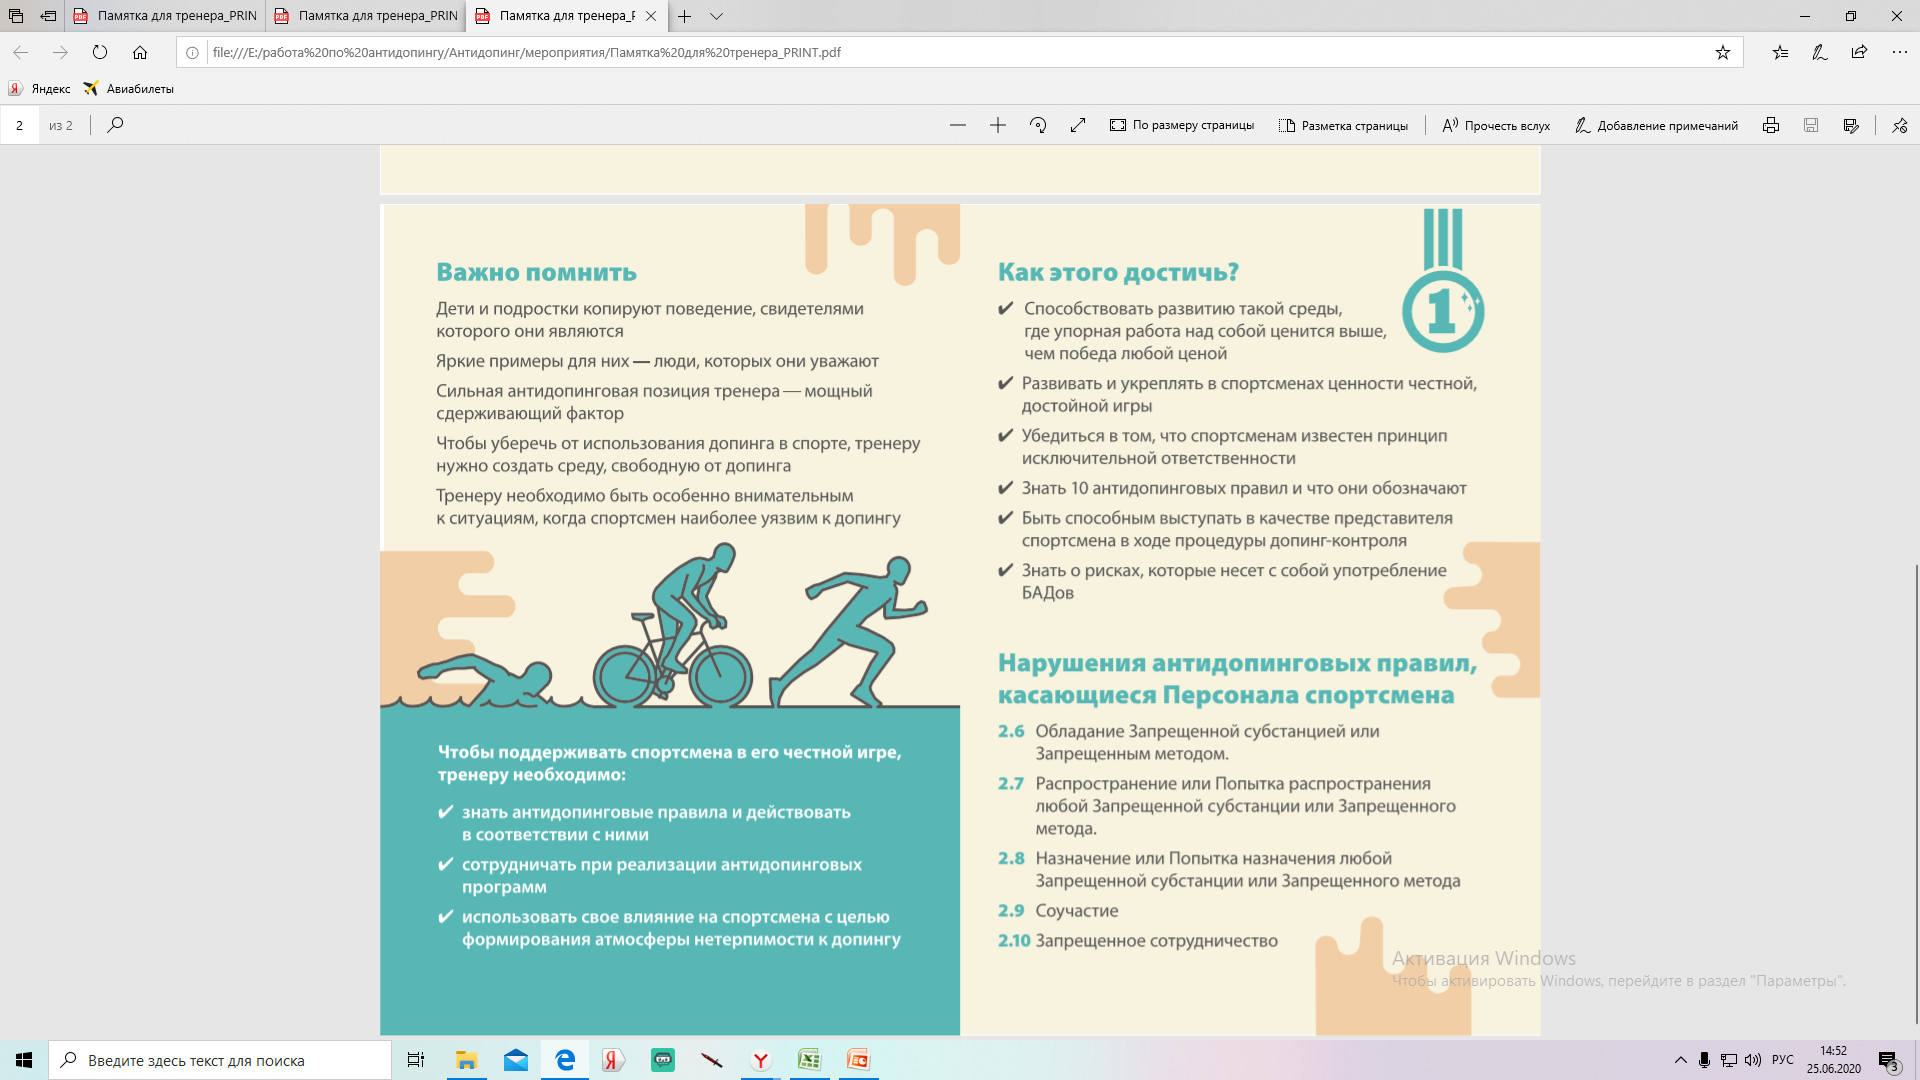 Памятка для тренера_PRIN
Памятка для тренера_PRIN
Памятка для тренера_F
file:///E:/работа%20по%20антидопингу/Антидопинг/мероприятия/Памятка%20для%20тренера_PRINT.pdf
Яндекс
Авиабилеты
2 из 2
По размеру страницы
Разметка страницы
Прочесть вслух
Добавление примечаний
Важно помнить
Дети и подростки копируют поведение, свидетелями
которого они являются
Яркие примеры для них — люди, которых они уважают
Сильная антидопинговая позиция тренера — мощный
сдерживающий фактор
Чтобы уберечь от использования допинга в спорте, тренеру
нужно создать среду, свободную от допинга
Тренеру необходимо быть особенно внимательным
к ситуациям, когда спортсмен наиболее уязвим к допингу
Чтобы поддерживать спортсмена в его честной игре,
тренеру необходимо:
✔ знать антидопинговые правила и действовать
в соответствии с ними
✔ сотрудничать при реализации антидопинговых
программ
✔ использовать свое влияние на спортсмена с целью
формирования атмосферы нетерпимости к допингу
Как этого достичь?
1
✔ Способствовать развитию такой среды,
где упорная работа над собой ценится выше,
чем победа любой ценой
✔ Развивать и укреплять в спортсменах ценности честной,
достойной игры
✔ Убедиться в том, что спортсменам известен принцип
исключительной ответственности
✔ Знать 10 антидопинговых правил и что они обозначают
✔ Быть способным выступать в качестве представителя
спортсмена в ходе процедуры допинг-контроля
✔ Знать о рисках, которые несет с собой употребление
БАДов
Нарушения антидопинговых правил,
касающиеся Персонала спортсмена
2.6 Обладание Запрещенной субстанцией или
Запрещенным методом.
2.7 Распространение или Попытка распространения
любой Запрещенной субстанции или Запрещенного
метода.
2.8 Назначение или Попытка назначения любой
Запрещенной субстанции или Запрещенного метода
2.9 Соучастие
2.10 Запрещенное сотрудничество
Активация Windows
Чтобы активировать Windows, перейдите в раздел "Параметры".
Введите здесь текст для поиска
РУС
14:52
25.06.2020
3